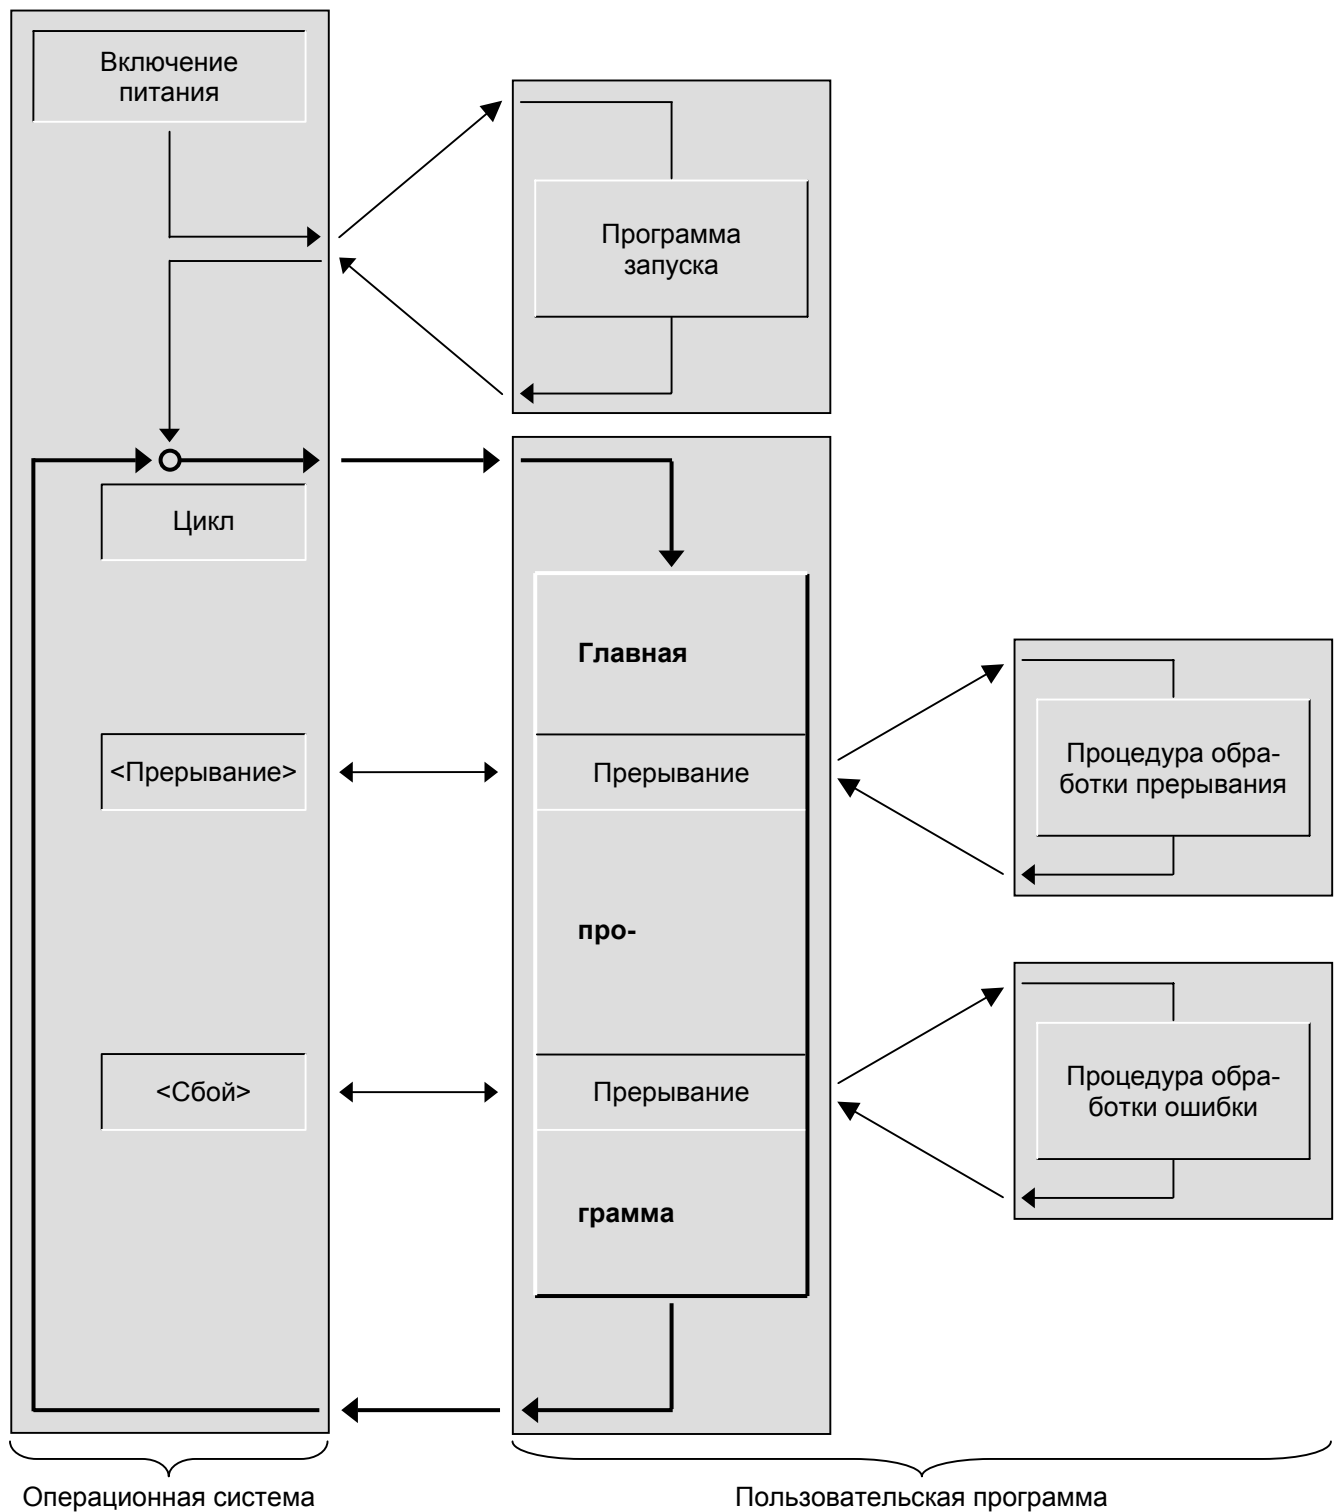 Включение
питания
Программа
запуска
Цикл
Главная
<Прерывание>
Прерывание
Процедура обра-
ботки прерывания
про-
<Сбой>
Прерывание
Процедура обра-
ботки ошибки
грамма
Операционная система
Пользовательская программа